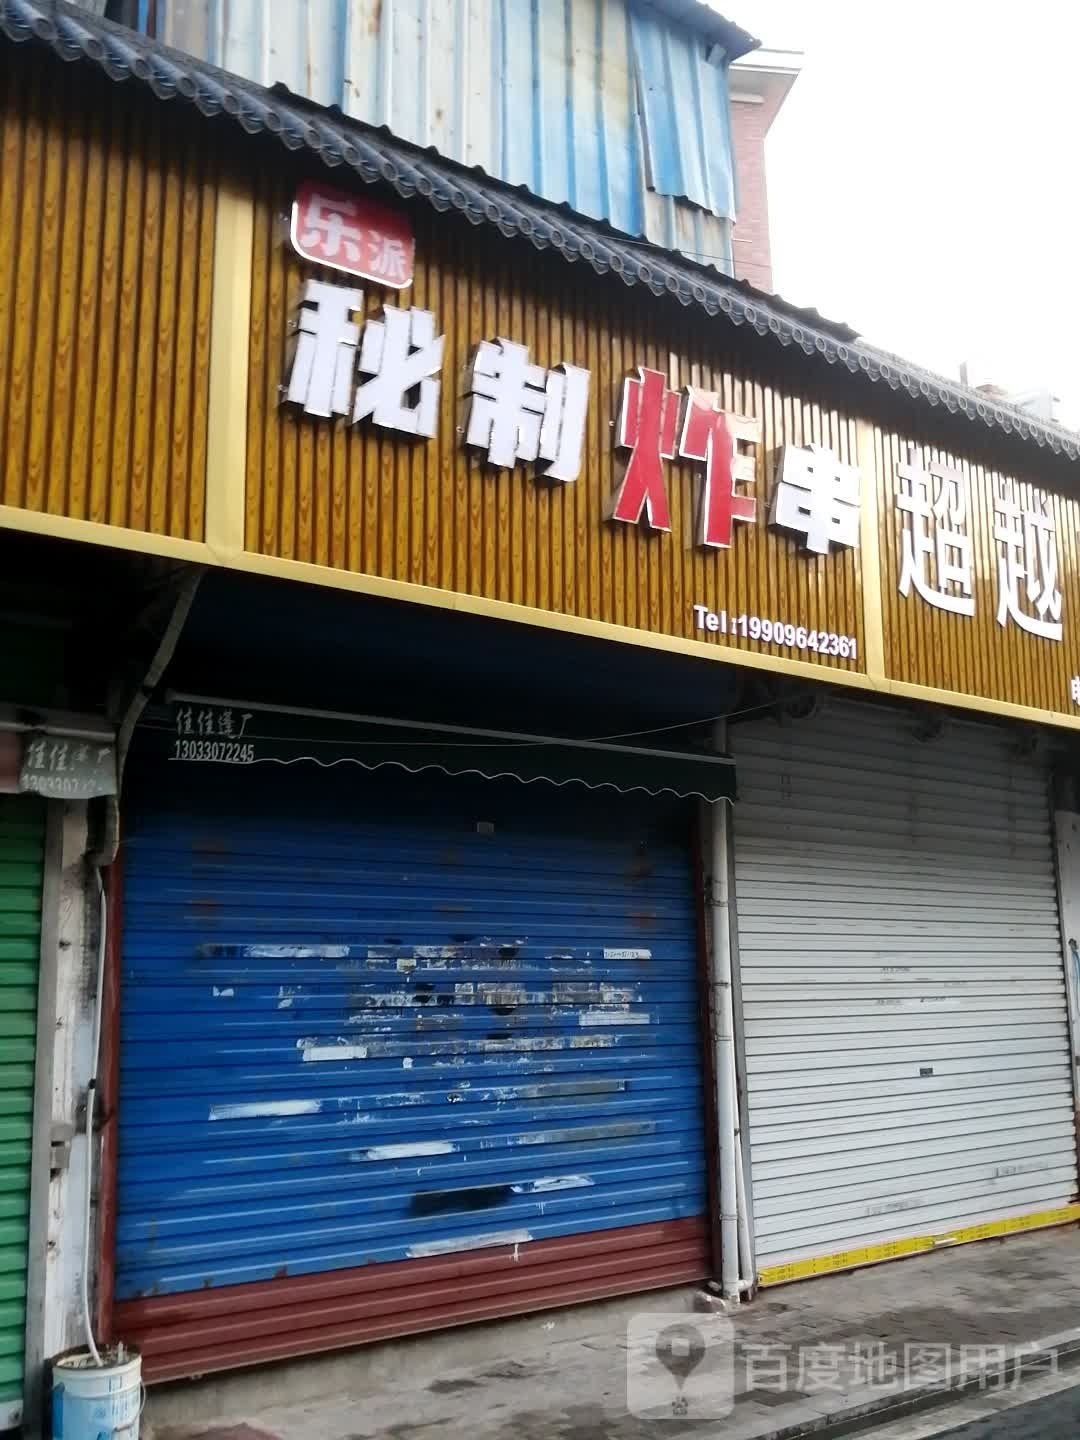 乐派
秘制炸串
Tel:19909642361
超越
佳佳篷厂
13033072245
佳佳篷厂
百度地图用户